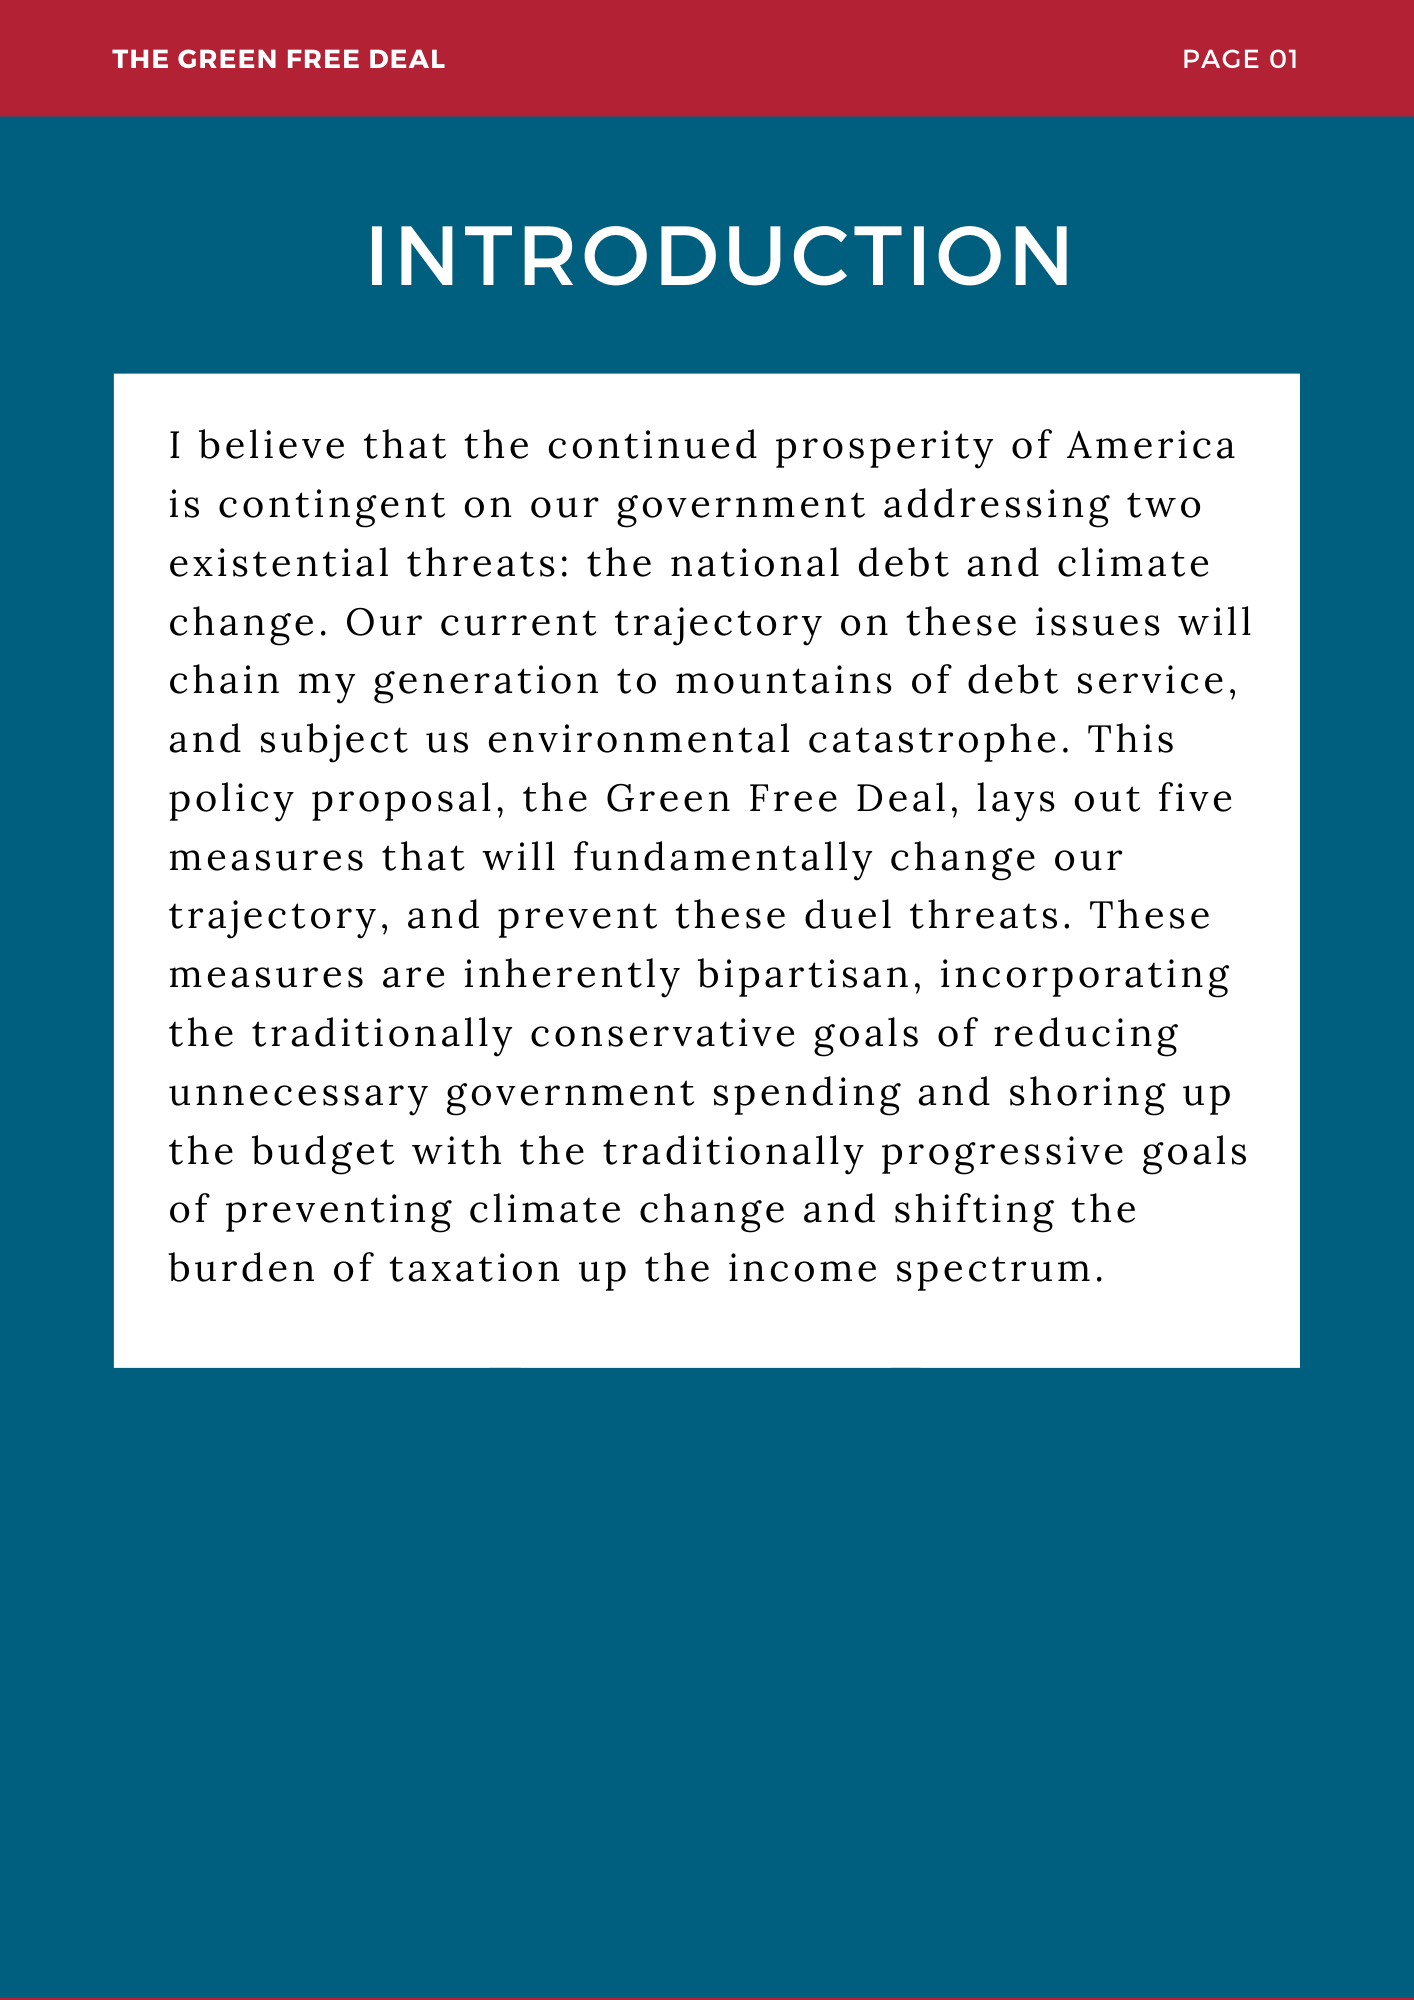 THE GREEN FREE DEAL
PAGE 01
INTRODUCTION
I believe that the continued prosperity of America
is contingent on our government addressing two
existential threats: the national debt and climate
change. Our current trajectory on these issues will
chain my generation to mountains of debt service,
and subject us environmental catastrophe. This
policy proposal, the Green Free Deal, lays out five
measures that will fundamentally change our
trajectory, and prevent these duel threats. These
measures are inherently bipartisan, incorporating
the traditionally conservative goals of reducing
unnecessary government spending and shoring up
the budget with the traditionally progressive goals
of preventing climate change and shifting the
burden of taxation up the income spectrum.